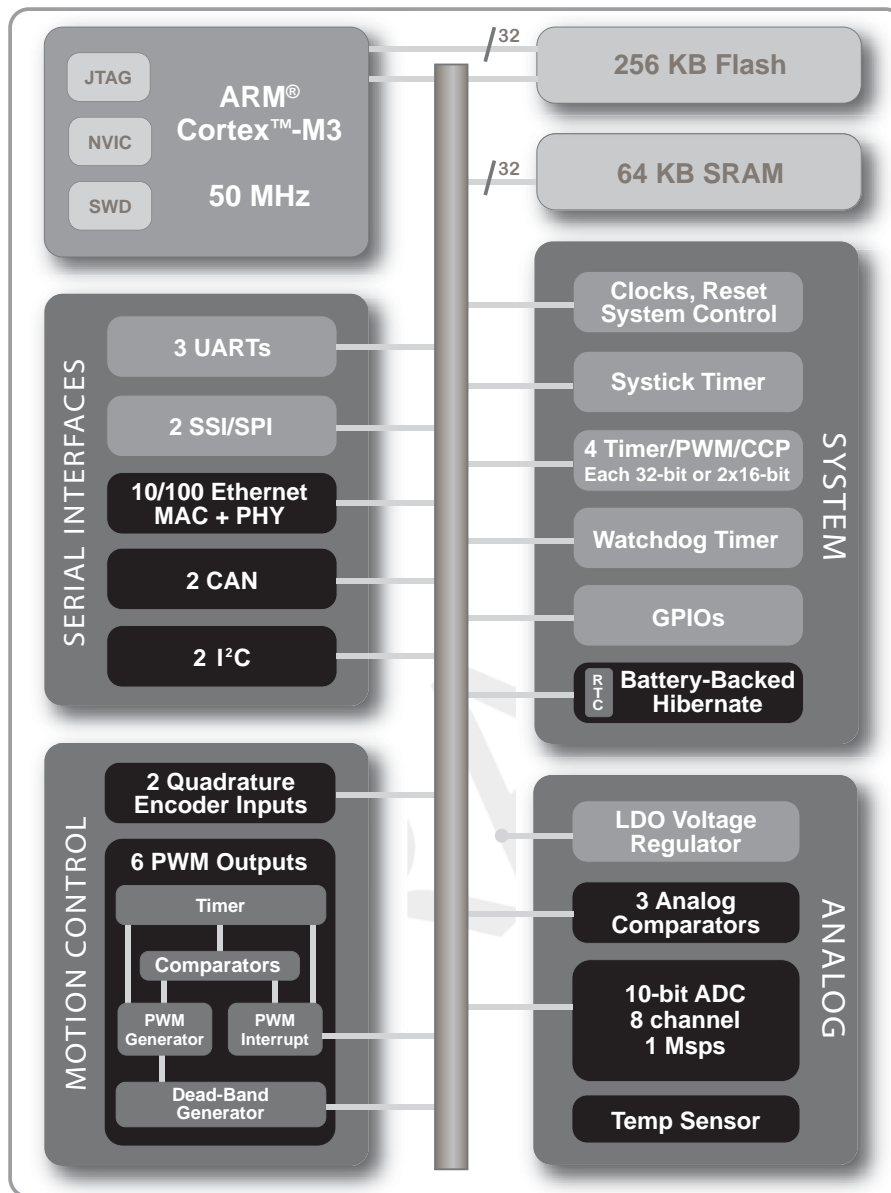 JTAG
NVIC
SWD
ARM®
Cortex™-M3
50 MHz
32
256 KB Flash
32
64 KB SRAM
SERIAL INTERFACES
3 UARTs
2 SSI/SPI
10/100 Ethernet
MAC + PHY
2 CAN
2 I²C
SYSTEM
Clocks, Reset
System Control
Systick Timer
4 Timer/PWM/CCP
Each 32-bit or 2x16-bit
Watchdog Timer
GPIOs
RTC
Battery-Backed
Hibernate
MOTION CONTROL
2 Quadrature
Encoder Inputs
6 PWM Outputs
Timer
Comparators
PWM
Generator
PWM
Interrupt
Dead-Band
Generator
ANALOG
LDO Voltage
Regulator
3 Analog
Comparators
10-bit ADC
8 channel
1 Msps
Temp Sensor